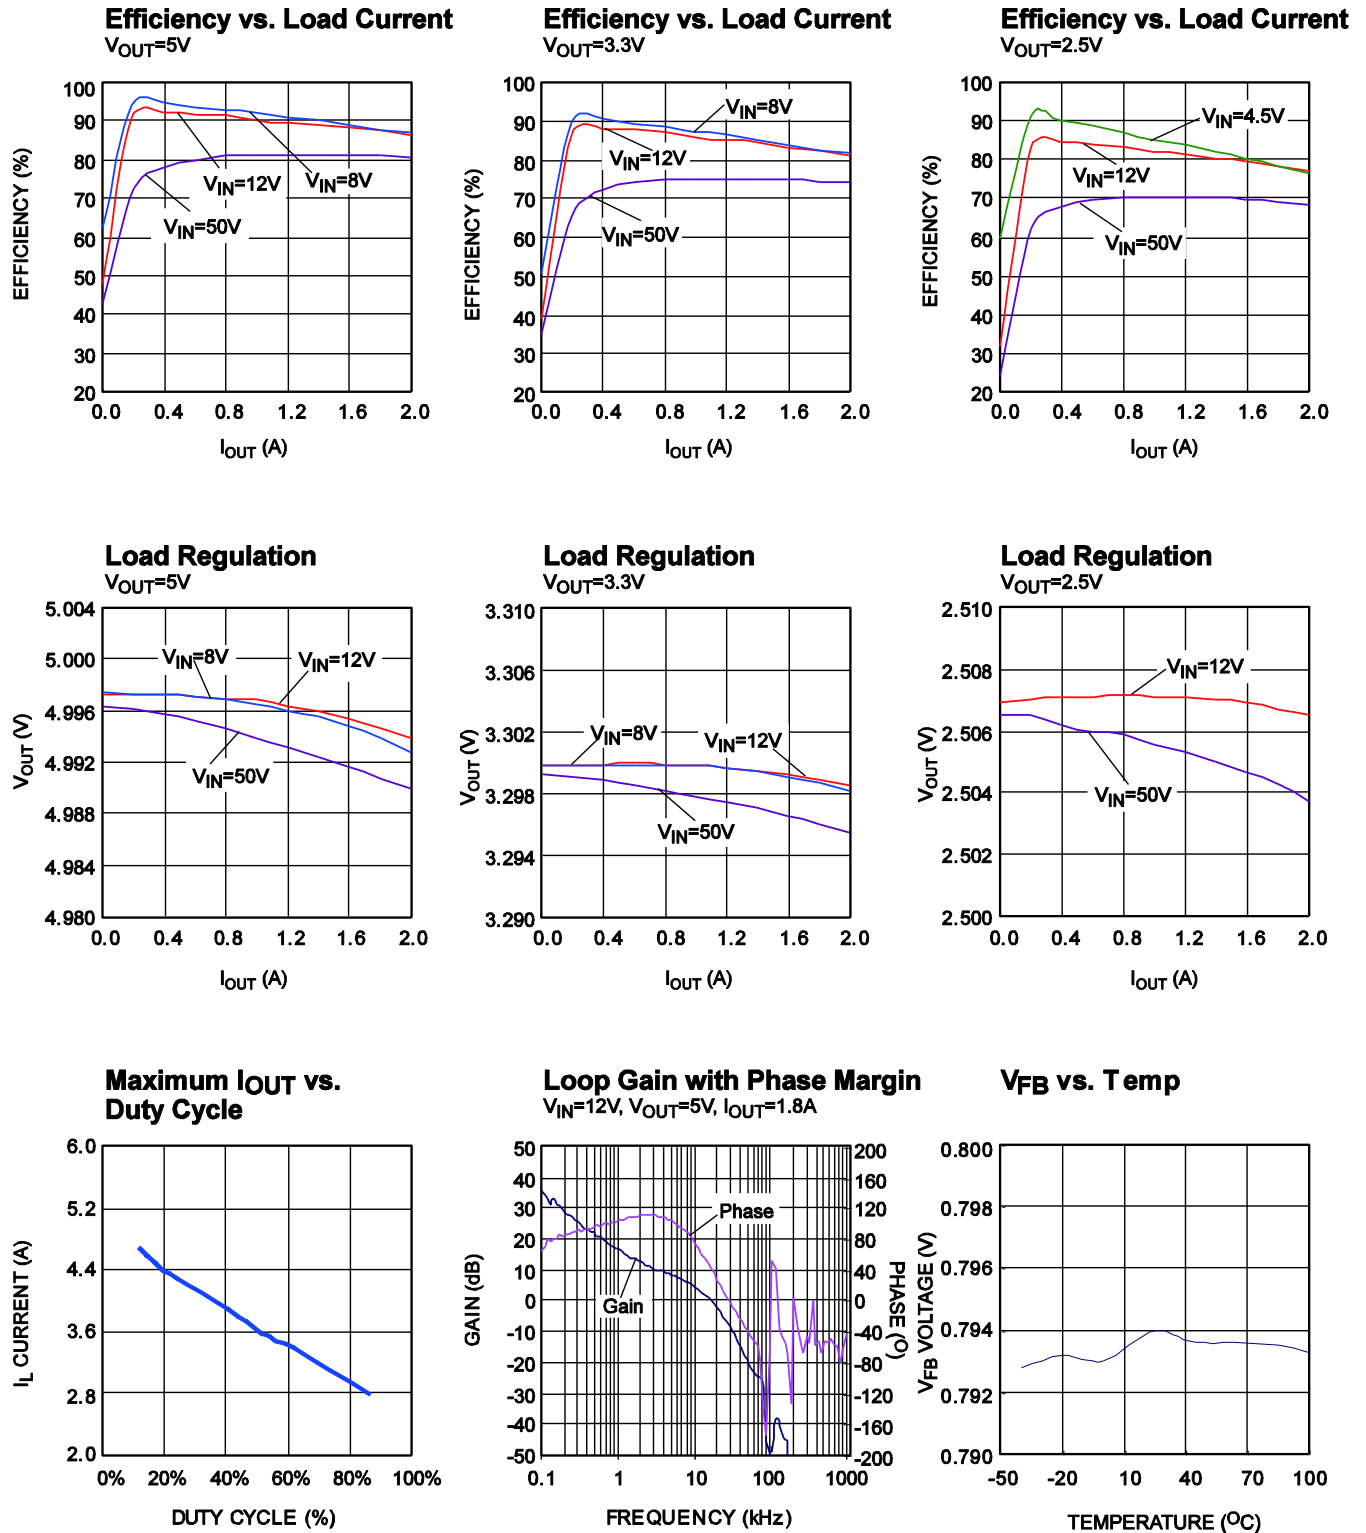 Efficiency vs. Load Current
VOUT=5V
100
90
80
70
60
50
40
30
20
EFFICIENCY (%)
VIN=12V
VIN=8V
VIN=50V
0.0 0.4 0.8 1.2 1.6 2.0
IOUT (A)
Efficiency vs. Load Current
VOUT=3.3V
100
90
80
70
60
50
40
30
20
EFFICIENCY (%)
VIN=8V
VIN=12V
VIN=50V
0.0 0.4 0.8 1.2 1.6 2.0
IOUT (A)
Efficiency vs. Load Current
VOUT=2.5V
100
90
80
70
60
50
40
30
20
EFFICIENCY (%)
VIN=4.5V
VIN=12V
VIN=50V
0.0 0.4 0.8 1.2 1.6 2.0
IOUT (A)
Load Regulation
VOUT=5V
5.004
5.000
4.996
4.992
4.988
4.984
4.980
VOUT (V)
VIN=8V
VIN=12V
VIN=50V
0.0 0.4 0.8 1.2 1.6 2.0
IOUT (A)
Load Regulation
VOUT=3.3V
3.310
3.306
3.302
3.298
3.294
3.290
VOUT (V)
VIN=8V
VIN=12V
VIN=50V
0.0 0.4 0.8 1.2 1.6 2.0
IOUT (A)
Load Regulation
VOUT=2.5V
2.510
2.508
2.506
2.504
2.502
2.500
VOUT (V)
VIN=12V
VIN=50V
0.0 0.4 0.8 1.2 1.6 2.0
IOUT (A)
Maximum IOUT vs.
Duty Cycle
6.0
5.2
4.4
3.6
2.8
2.0
IL CURRENT (A)
0% 20% 40% 60% 80% 100%
DUTY CYCLE (%)
Loop Gain with Phase Margin
VIN=12V, VOUT=5V, IOUT=1.8A
50
40
30
20
10
0
-10
-20
-30
-40
-50
GAIN (dB)
Phase
Gain
200
160
120
80
40
0
-40
-80
-120
-160
-200
PHASE (O)
0.1 1 10 100 1000
FREQUENCY (kHz)
VFB vs. Temp
0.800
0.798
0.796
0.794
0.792
0.790
VFB VOLTAGE (V)
-50 -20 10 40 70 100
TEMPERATURE (OC)